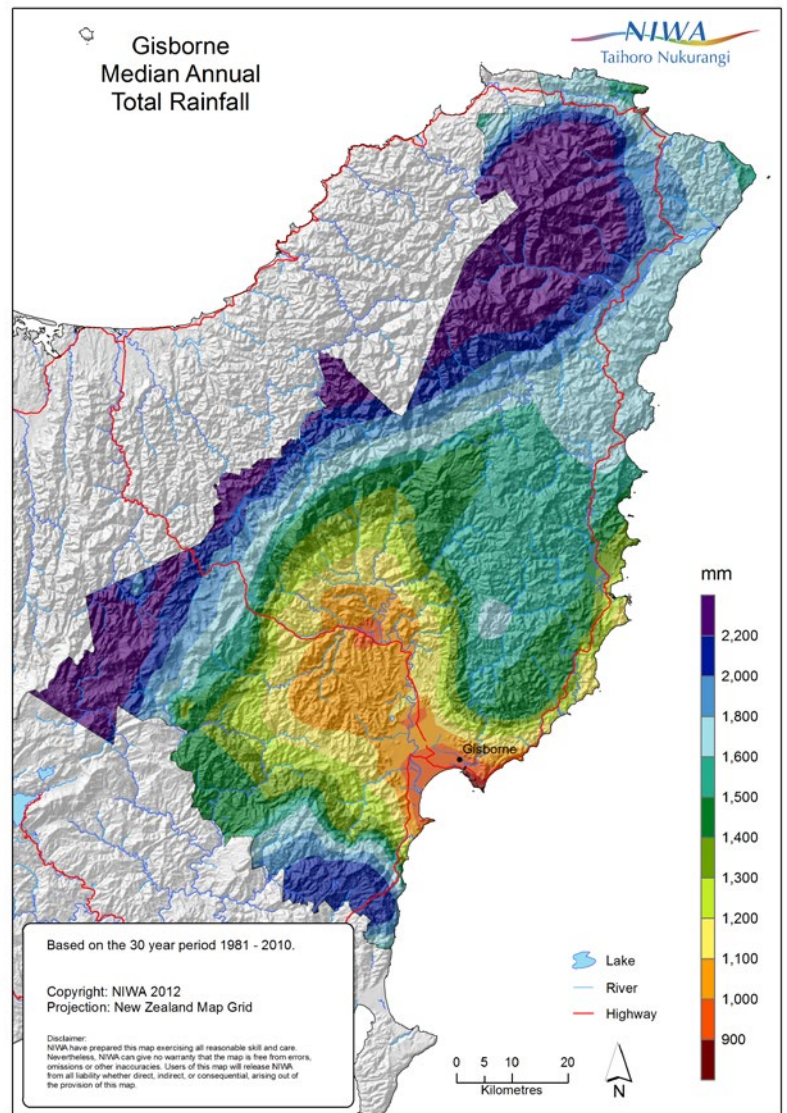 Gisborne
Median Annual
Total Rainfall
NIWA
Taihoro Nukurangi
mm
2,200
2,000
1,800
1,600
1,500
1,400
1,300
1,200
1,100
1,000
900
Gisborne
Based on the 30 year period 1981 - 2010.
Copyright: NIWA 2012
Projection: New Zealand Map Grid
Disclaimer:
NIWA have prepared this map exercising all reasonable skill and care.
Nevertheless, NIWA can give no warranty that the map is free from errors,
omissions or other inaccuracies. Users of this map will release NIWA
from all liability whether direct, indirect, or consequential, arising out of
the provision of this map.
Lake
River
Highway
0 5 10 20
Kilometres
N